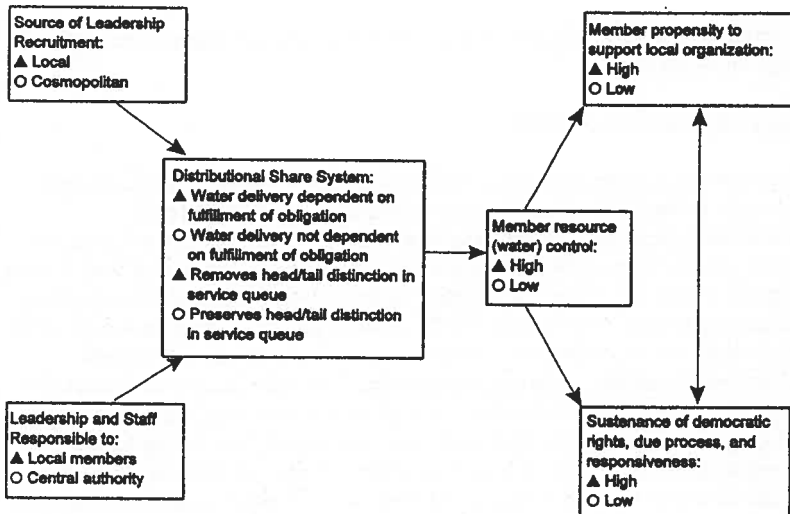 Source of Leadership
Recruitment:
▲ Local
○ Cosmopolitan
Member propensity to
support local organization:
▲ High
○ Low
Distributional Share System:
▲ Water delivery dependent on
fulfillment of obligation
○ Water delivery not dependent
on fulfillment of obligation
▲ Removes head/tail distinction in
service queue
○ Preserves head/tail distinction
in service queue
Member resource
(water) control:
▲ High
○ Low
Leadership and Staff
Responsible to:
▲ Local members
○ Central authority
Sustenance of democratic
rights, due process, and
responsiveness:
▲ High
○ Low